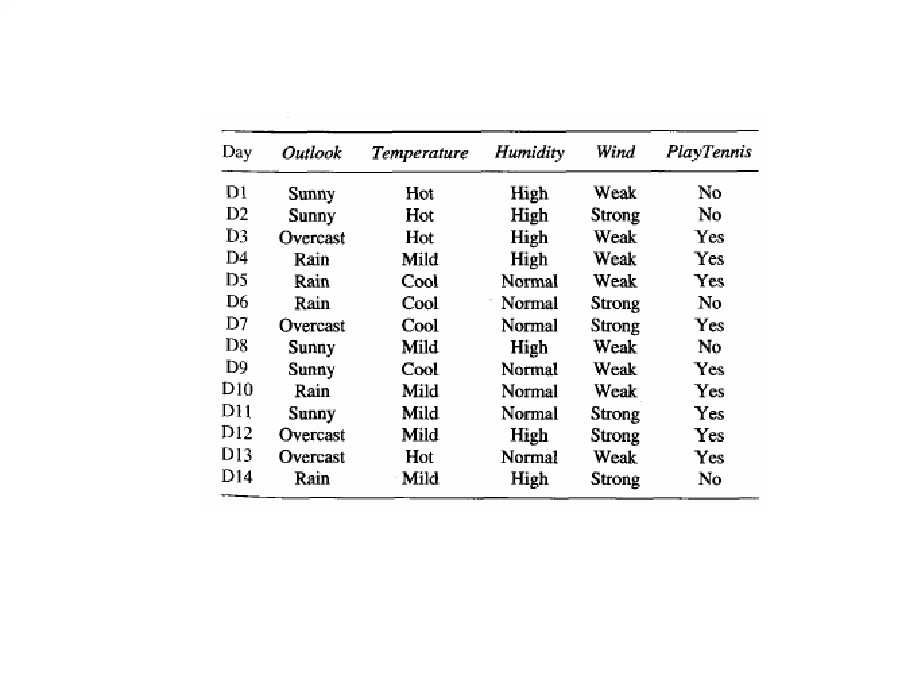 Day Outlook Temperature Humidity Wind PlayTennis
D1 Sunny Hot High Weak No
D2 Sunny Hot High Strong No
D3 Overcast Hot High Weak Yes
D4 Rain Mild High Weak Yes
D5 Rain Cool Normal Weak Yes
D6 Rain Cool Normal Strong No
D7 Overcast Cool Normal Strong Yes
D8 Sunny Mild High Weak No
D9 Sunny Cool Normal Weak Yes
D10 Rain Mild Normal Weak Yes
D11 Sunny Mild Normal Strong Yes
D12 Overcast Mild High Strong Yes
D13 Overcast Hot Normal Weak Yes
D14 Rain Mild High Strong No